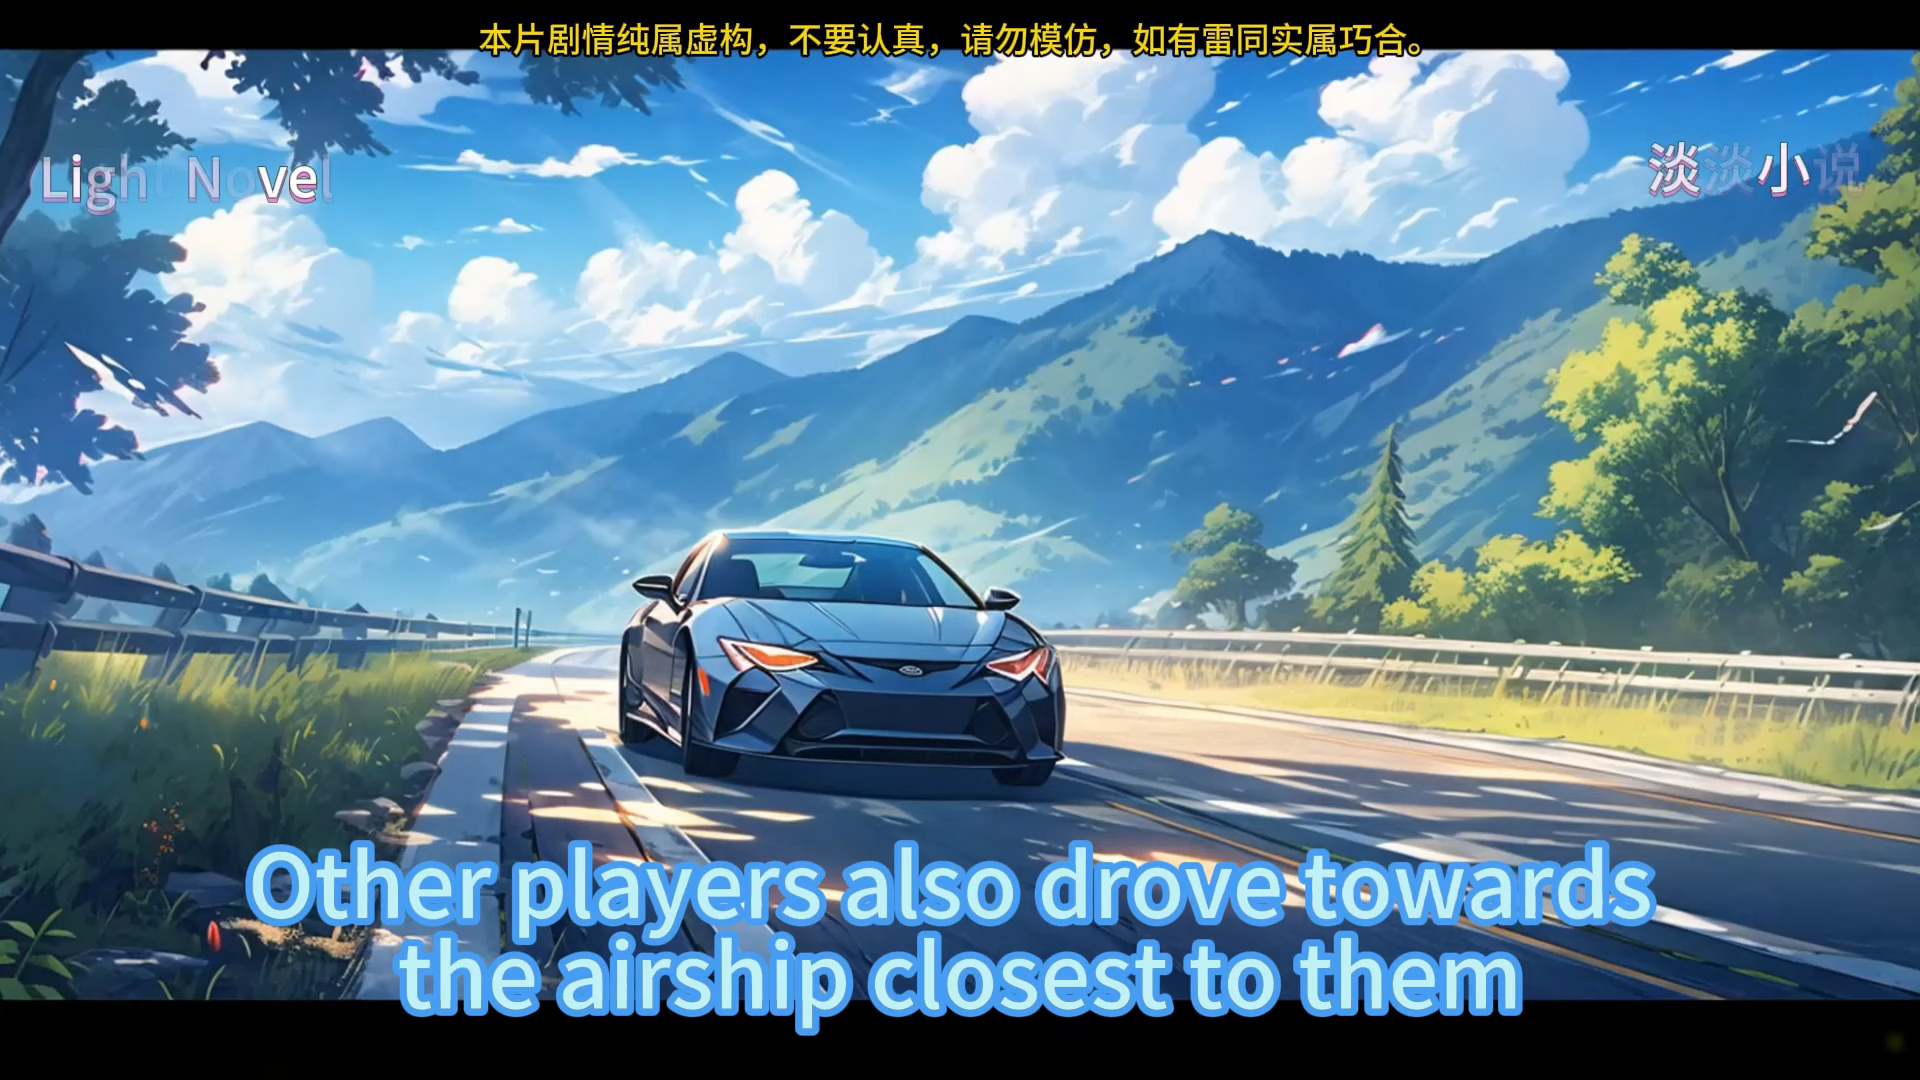 本片剧情纯属虚构，不要认真，请勿模仿，如有雷同实属巧合。
Light Novel
淡淡小说
Other players also drove towards
the airship closest to them